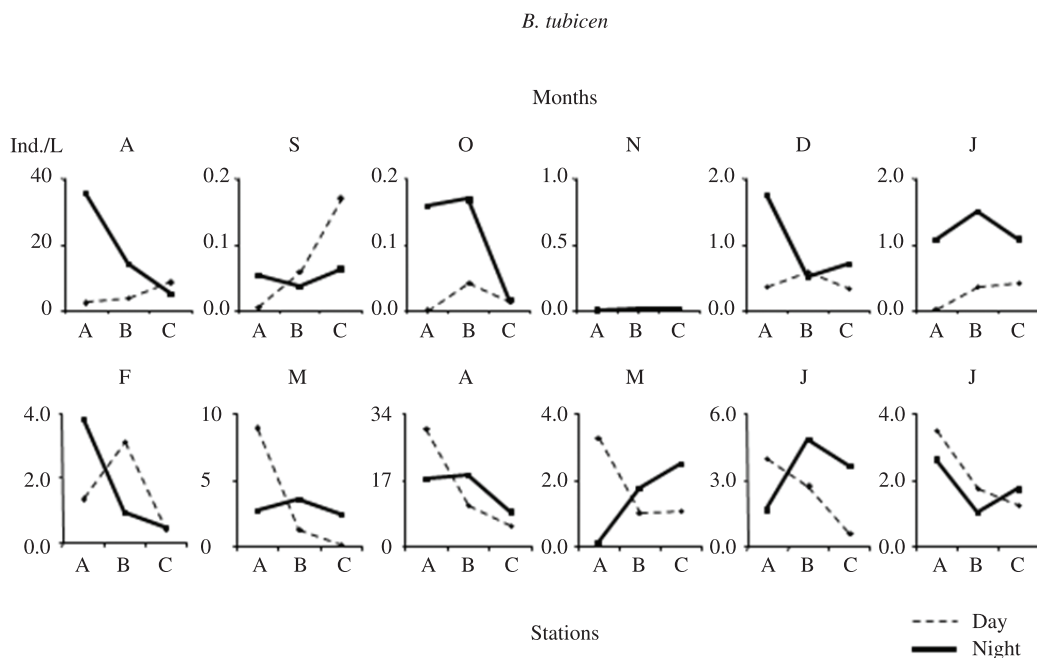 B. tubicen
Months
Ind./L A S O N D J
40 0.2 0.2 1.0 2.0 2.0
20 0.1 0.1 0.5 1.0 1.0
0 0.0 0.0 0.0 0.0 0.0
A B C A B C A B C A B C A B C A B C
F M A M J J
4.0 10 34 4.0 6.0 4.0
2.0 5 17 2.0 3.0 2.0
0.0 0 0 0.0 0.0 0.0
A B C A B C A B C A B C A B C A B C
Stations
Day
Night